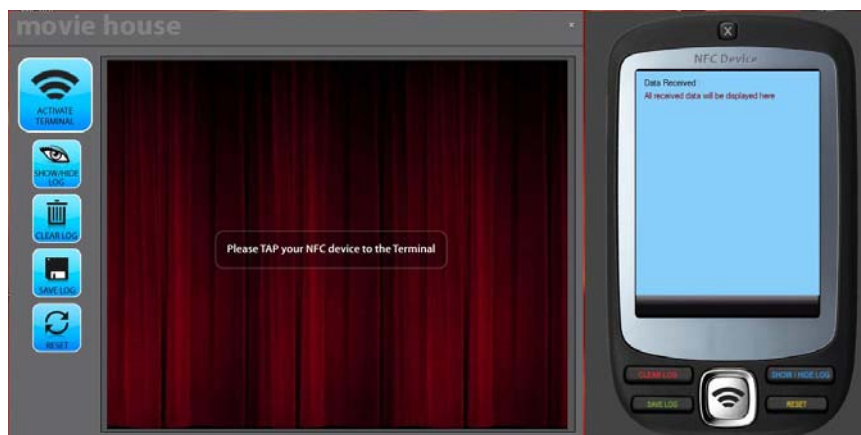 movie house
x
ACTIVATE
TERMINAL
SHOW/HIDE
LOG
CLEAR LOG
SAVE LOG
RESET
Please TAP your NFC device to the Terminal
X
NFC Device
Data Received
All received data will be displayed here
CLEAR LOG
SHOW / HIDE LOG
SAVE LOG
RESET